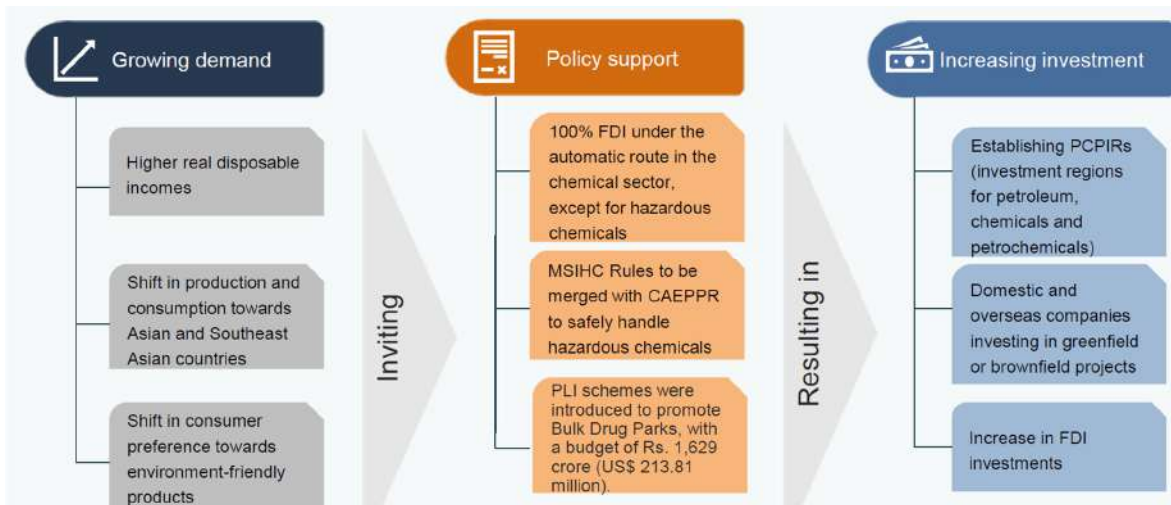 Growing demand
Higher real disposable
incomes
Shift in production and
consumption towards
Asian and Southeast
Asian countries
Shift in consumer
preference towards
environment-friendly
products
Inviting
Policy support
100% FDI under the
automatic route in the
chemical sector,
except for hazardous
chemicals
MSIHC Rules to be
merged with CAEPPR
to safely handle
hazardous chemicals
PLI schemes were
introduced to promote
Bulk Drug Parks, with
a budget of Rs. 1,629
crore (US$ 213.81
million).
Resulting in
Increasing investment
Establishing PCPIRs
(investment regions
for petroleum,
chemicals and
petrochemicals)
Domestic and
overseas companies
investing in greenfield
or brownfield projects
Increase in FDI
investments